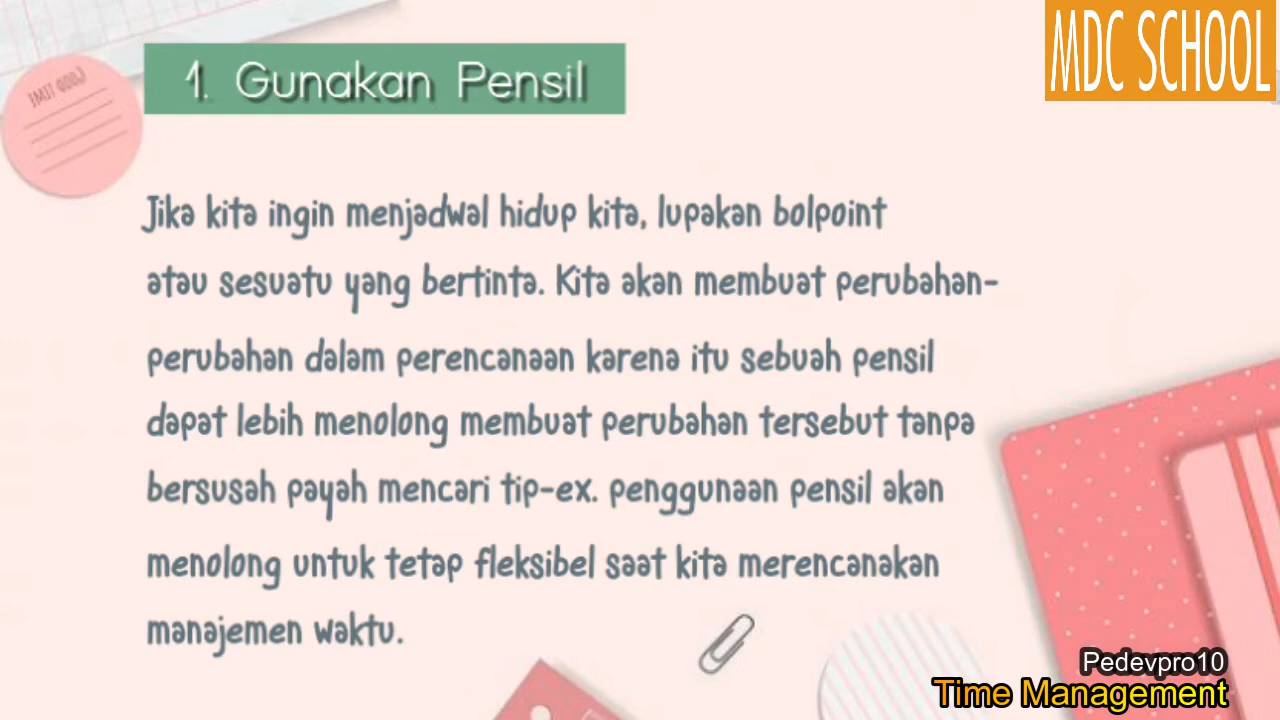 MDC SCHOOL
1. Gunakan Pensil
GOOD TIME
Jika kita ingin menjadwal hidup kita, lupakan bolpoint
atau sesuatu yang bertinta. Kita akan membuat perubahan-
perubahan dalam perencanaan karena itu sebuah pensil
dapat lebih menolong membuat perubahan tersebut tanpa
bersusah payah mencari tip-ex. penggunaan pensil akan
menolong untuk tetap fleksibel saat kita merencanakan
manajemen waktu.
Pedevpro10
Time Management